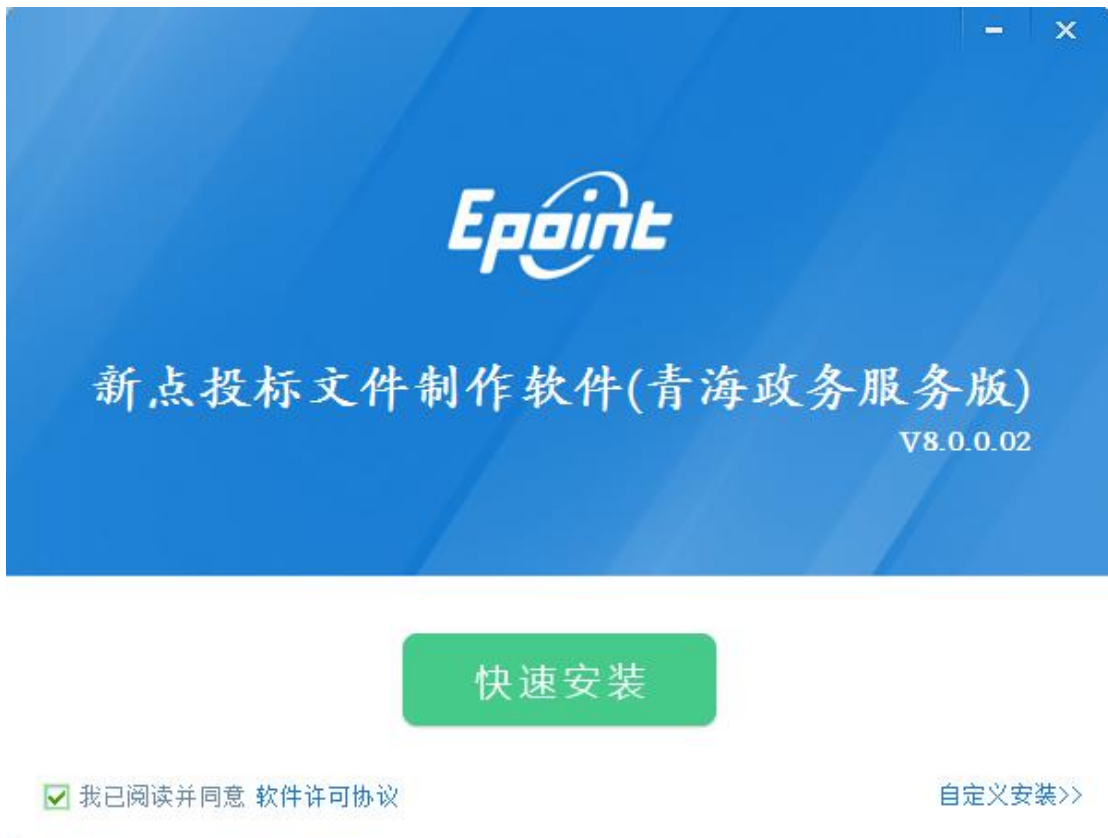 Epoint
新点投标文件制作软件(青海政务服务版)
V8.0.0.02
快速安装
我已阅读并同意 软件许可协议
自定义安装>>